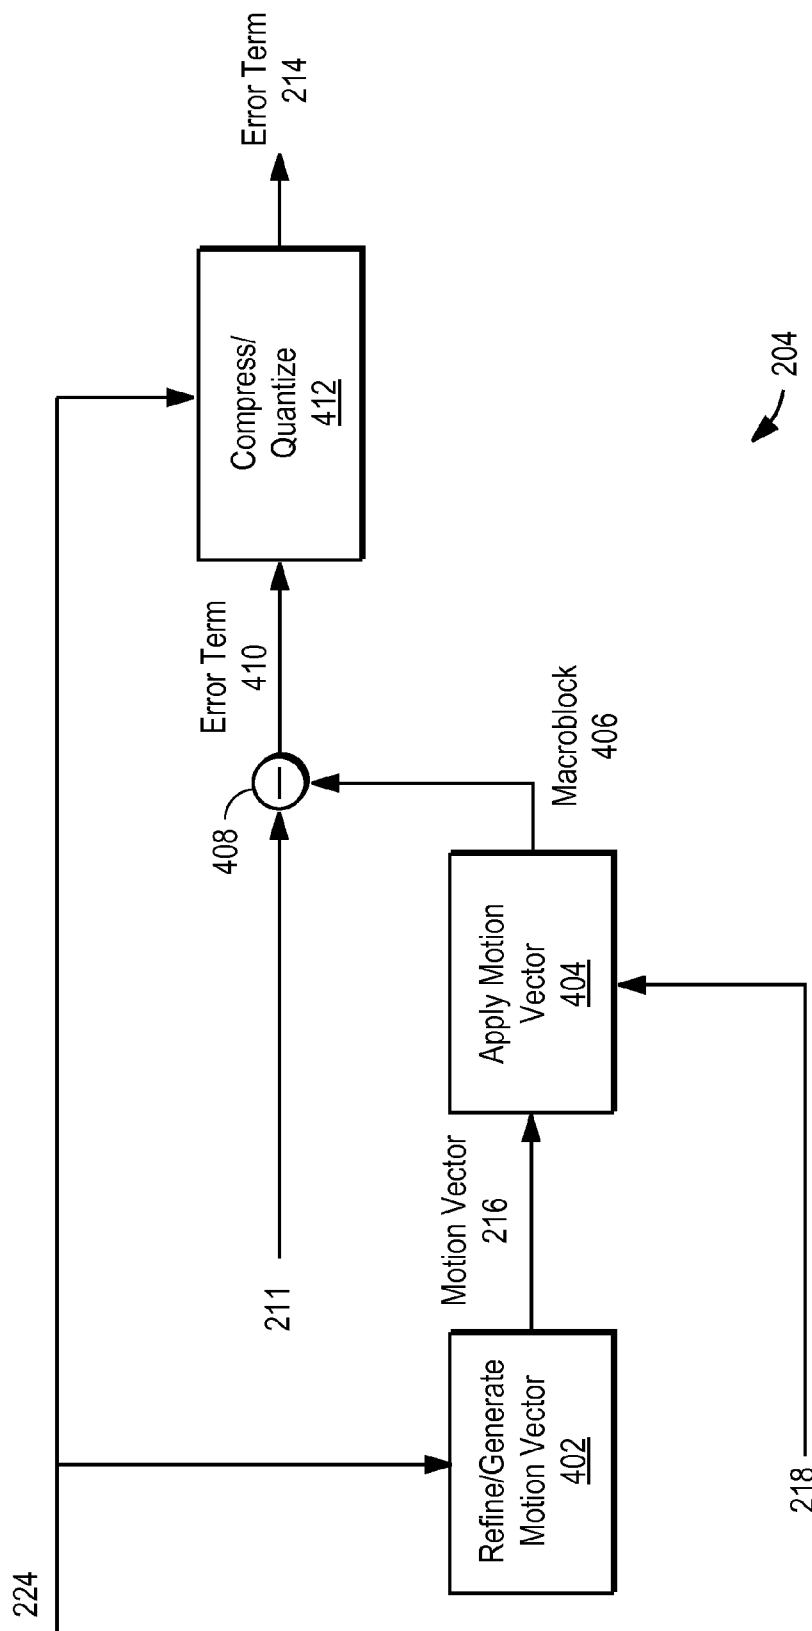 224
Refine/Generate
Motion Vector
402
218
211
Motion Vector
216
Apply Motion
Vector
404
Macroblock
406
408
Error Term
410
Compress/
Quantize
412
Error Term
214
204